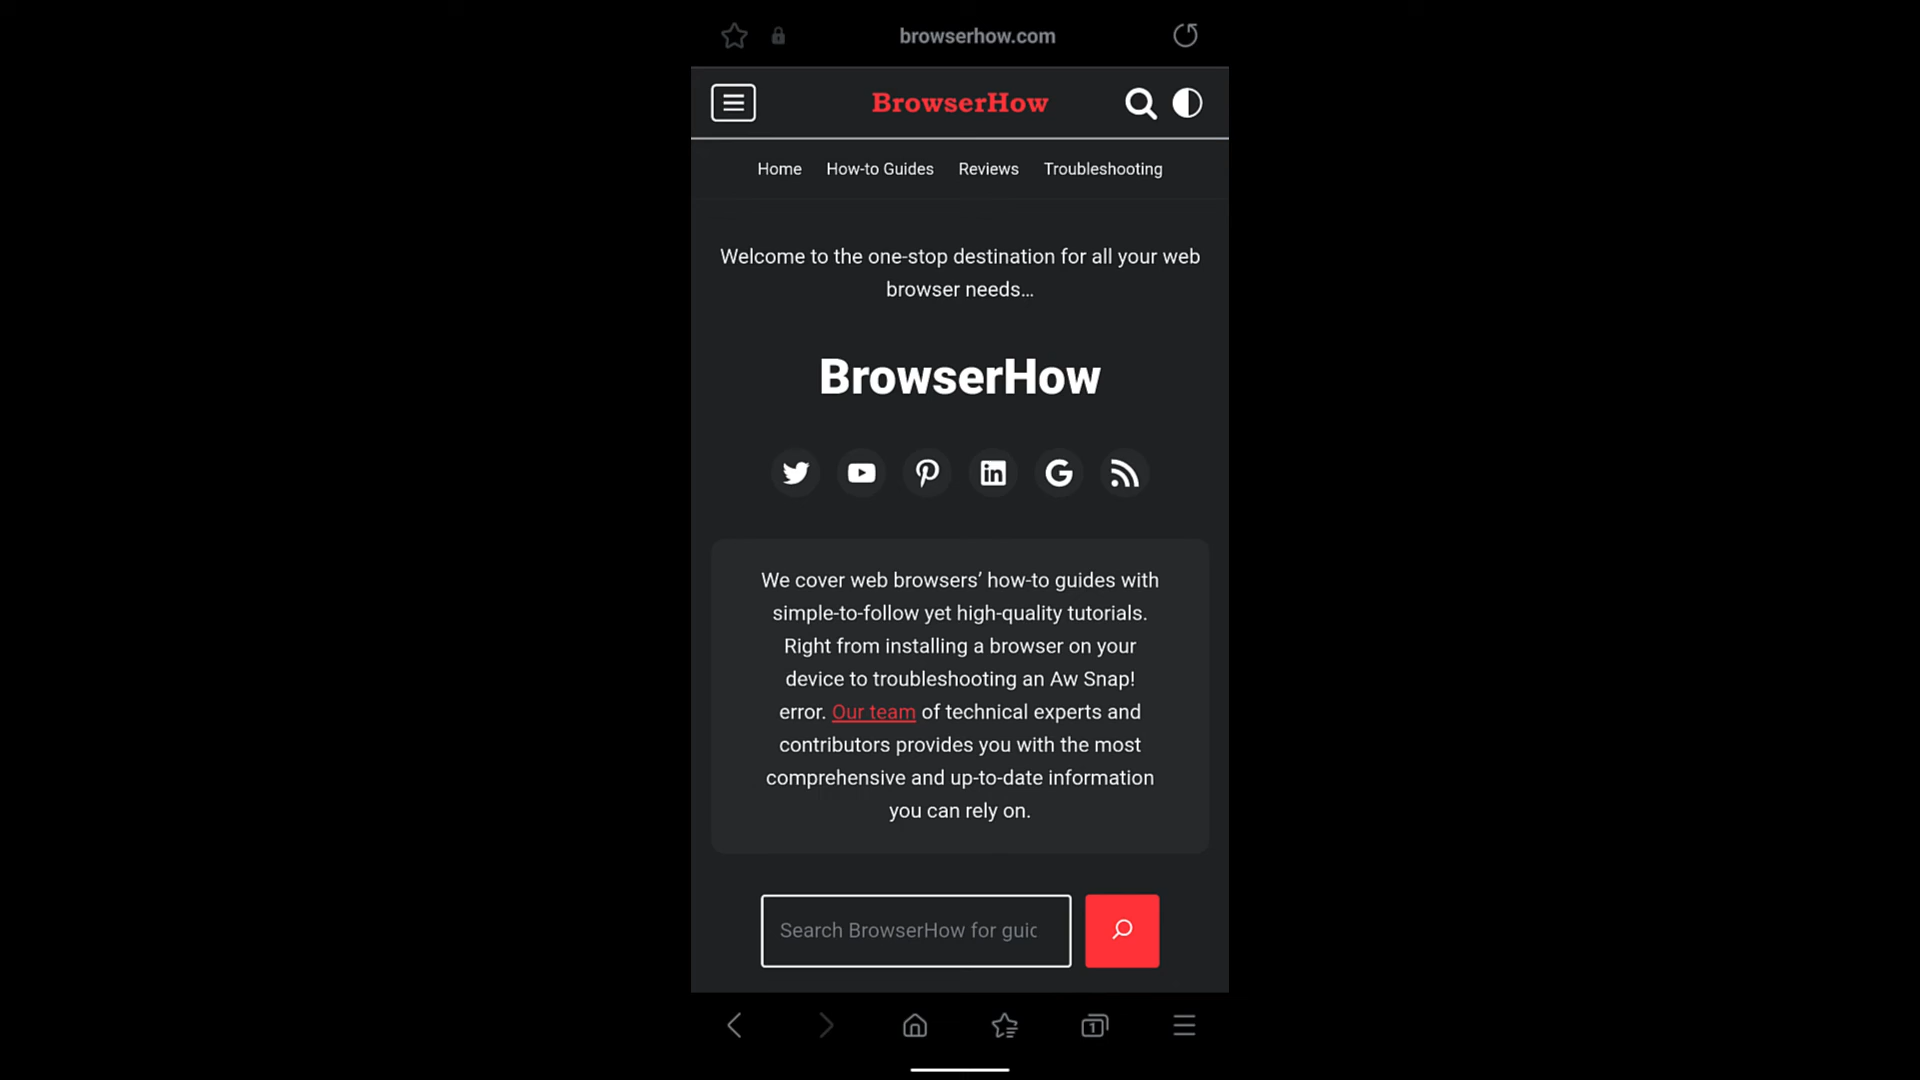 browserhow.com
BrowserHow
Home How-to Guides Reviews Troubleshooting
Welcome to the one-stop destination for all your web
browser needs…
BrowserHow
We cover web browsers’ how-to guides with
simple-to-follow yet high-quality tutorials.
Right from installing a browser on your
device to troubleshooting an Aw Snap!
error. Our team of technical experts and
contributors provides you with the most
comprehensive and up-to-date information
you can rely on.
Search BrowserHow for guic
1